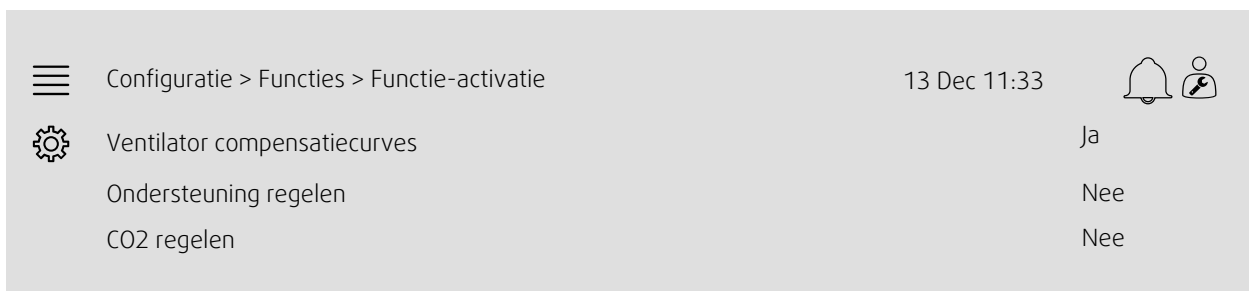 Configuratie > Functies > Functie-activatie 13 Dec 11:33
Ventilator compensatiecurves Ja
Ondersteuning regelen Nee
CO2 regelen Nee